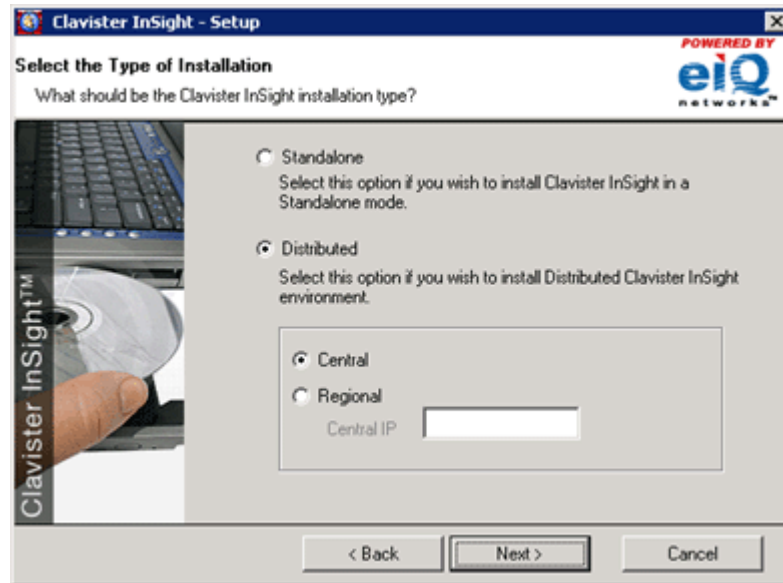 Clavister InSight - Setup
POWERED BY
eiQ
networks™
Select the Type of Installation
What should be the Clavister InSight installation type?
Standalone
Select this option if you wish to install Clavister InSight in a
Standalone mode.
Distributed
Select this option if you wish to install Distributed Clavister InSight
environment.
Central
Regional
Central IP
Clavister InSight™
< Back
Next >
Cancel